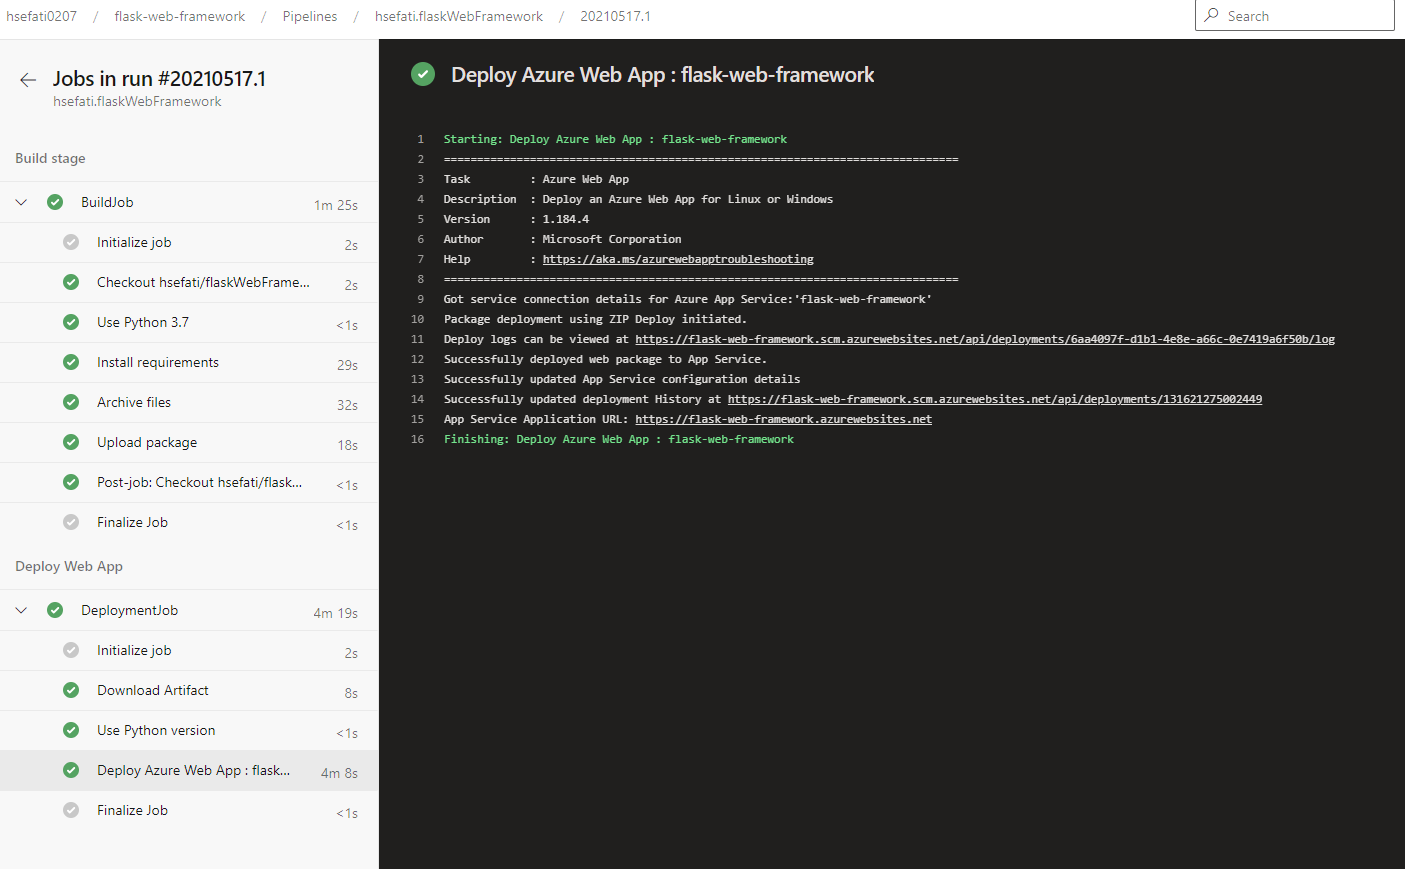 hsefati0207 / flask-web-framework / Pipelines / hsefati.flaskWebFramework / 20210517.1
Search
Jobs in run #20210517.1
hsefati.flaskWebFramework
Build stage
BuildJob 1m 25s
Initialize job 2s
Checkout hsefati/flaskWebFrame... 2s
Use Python 3.7 <1s
Install requirements 29s
Archive files 32s
Upload package 18s
Post-job: Checkout hsefati/flask... <1s
Finalize Job <1s
Deploy Web App
DeploymentJob 4m 19s
Initialize job 2s
Download Artifact 8s
Use Python version <1s
Deploy Azure Web App : flask... 4m 8s
Finalize Job <1s
Deploy Azure Web App : flask-web-framework
1 Starting: Deploy Azure Web App : flask-web-framework
2 ==============================================================================
3 Task : Azure Web App
4 Description : Deploy an Azure Web App for Linux or Windows
5 Version : 1.184.4
6 Author : Microsoft Corporation
7 Help : https://aka.ms/azurewebapptroubleshooting
8 ==============================================================================
9 Got service connection details for Azure App Service:'flask-web-framework'
10 Package deployment using ZIP Deploy initiated.
11 Deploy logs can be viewed at https://flask-web-framework.scm.azurewebsites.net/api/deployments/6aa4097f-d1b1-4e8e-a66c-0e7419a6f50b/log
12 Successfully deployed web package to App Service.
13 Successfully updated App Service configuration details
14 Successfully updated deployment History at https://flask-web-framework.scm.azurewebsites.net/api/deployments/131621275002449
15 App Service Application URL: https://flask-web-framework.azurewebsites.net
16 Finishing: Deploy Azure Web App : flask-web-framework